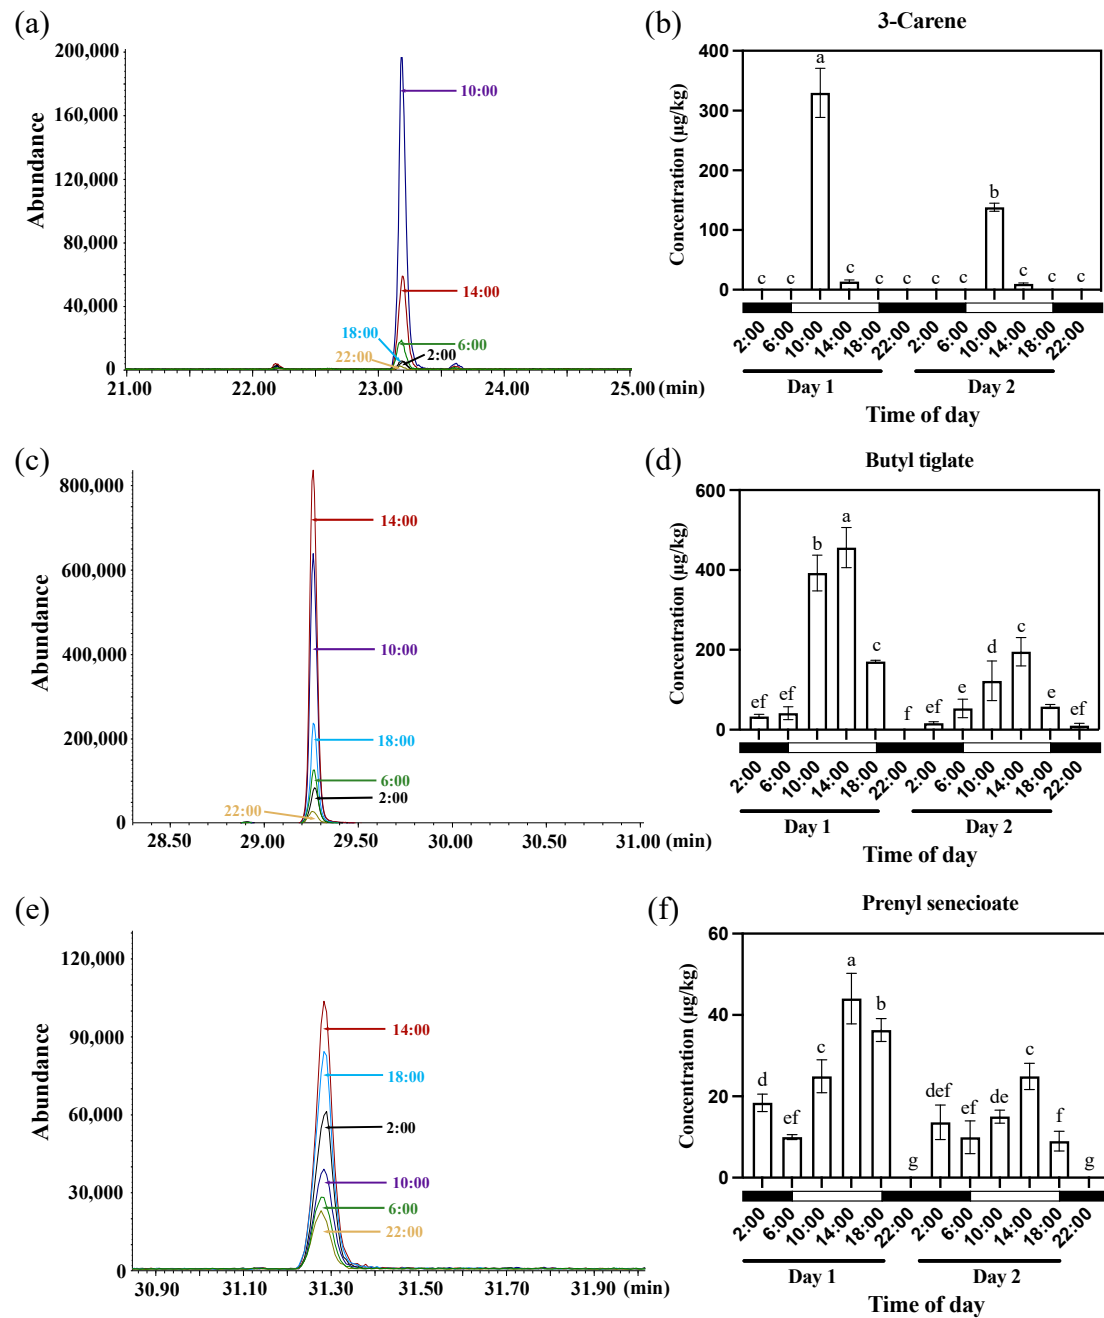 (a)
200,000
160,000
120,000
80,000
40,000
0
Abundance
10:00
14:00
18:00
6:00
22:00
2:00
21.00 22.00 23.00 24.00 25.00 (min)
(b)
3-Carene
400
300
200
100
0
Concentration (µg/kg)
c c a c c c c c b c c c
2:00 6:00 10:00 14:00 18:00 22:00 2:00 6:00 10:00 14:00 18:00 22:00
Day 1 Day 2
Time of day
(c)
800,000
600,000
400,000
200,000
0
Abundance
14:00
10:00
18:00
6:00
2:00
22:00
28.50 29.00 29.50 30.00 30.50 31.00 (min)
(d)
Butyl tiglate
600
400
200
0
Concentration (µg/kg)
ef ef b a c f ef e d c e ef
2:00 6:00 10:00 14:00 18:00 22:00 2:00 6:00 10:00 14:00 18:00 22:00
Day 1 Day 2
Time of day
(e)
120,000
90,000
60,000
30,000
0
Abundance
14:00
18:00
2:00
10:00
6:00
22:00
30.90 31.10 31.30 31.50 31.70 31.90 (min)
(f)
Prenyl senecioate
60
40
20
0
Concentration (µg/kg)
d ef c a b g def ef de c f g
2:00 6:00 10:00 14:00 18:00 22:00 2:00 6:00 10:00 14:00 18:00 22:00
Day 1 Day 2
Time of day